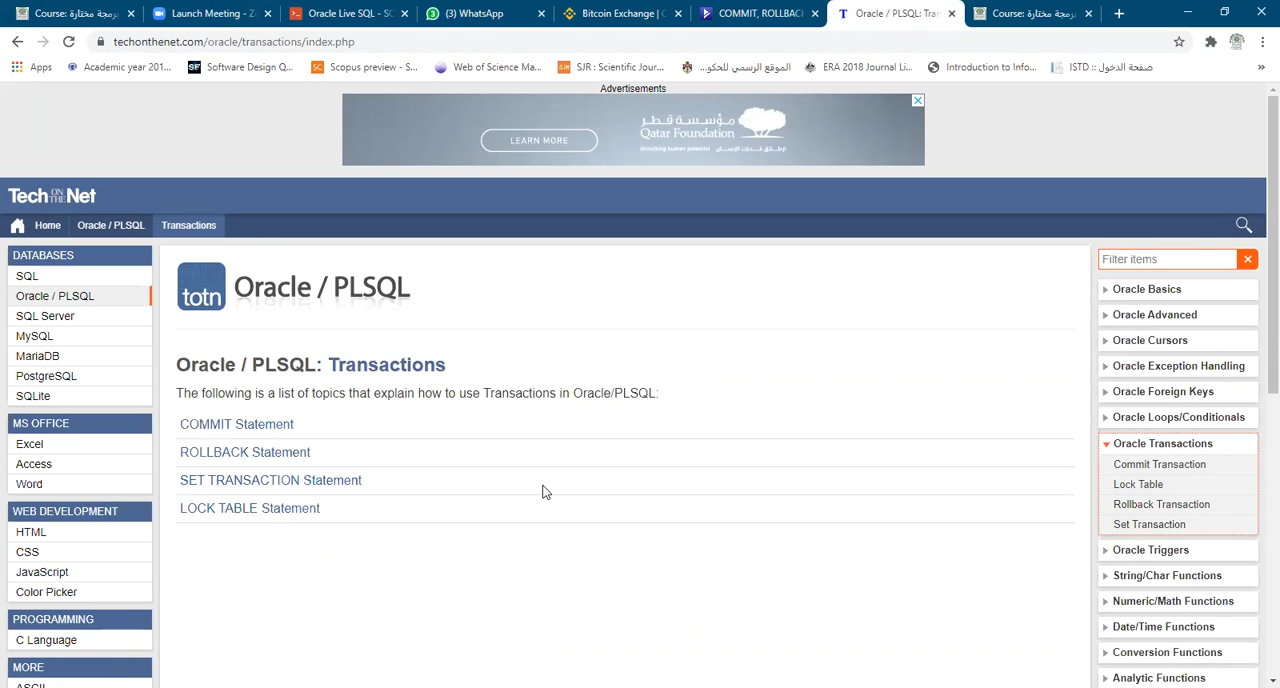 Course: برمجة مختارة
Launch Meeting - Z
Oracle Live SQL - SC
(3) WhatsApp
Bitcoin Exchange | C
COMMIT, ROLLBAC
Oracle / PLSQL: Tran
Course: برمجة مختارة
techonthenet.com/oracle/transactions/index.php
Apps
Academy year 201...
Software Design Q...
Scopus preview - S...
Web of Science Ma...
SJR : Scientific Jour...
الموقع الرسمي للحكو...
ERA 2018 Journal Li...
Introduction to Info...
صفحة الدخول :: ISTD
»
Advertisements
LEARN MORE
مؤسسة قطر
Qatar Foundation
Unlocking human potential.
Tech ON THE Net
Home
Oracle / PLSQL
Transactions
DATABASES
SQL
Oracle / PLSQL
SQL Server
MySQL
MariaDB
PostgreSQL
SQLite
MS OFFICE
Excel
Access
Word
WEB DEVELOPMENT
HTML
CSS
JavaScript
Color Picker
PROGRAMMING
C Language
MORE
ASCII
totn Oracle / PLSQL
Oracle / PLSQL: Transactions
The following is a list of topics that explain how to use Transactions in Oracle/PLSQL:
COMMIT Statement
ROLLBACK Statement
SET TRANSACTION Statement
LOCK TABLE Statement
Filter items
Oracle Basics
Oracle Advanced
Oracle Cursors
Oracle Exception Handling
Oracle Foreign Keys
Oracle Loops/Conditionals
Oracle Transactions
Commit Transaction
Lock Table
Rollback Transaction
Set Transaction
Oracle Triggers
String/Char Functions
Numeric/Math Functions
Date/Time Functions
Conversion Functions
Analytic Functions